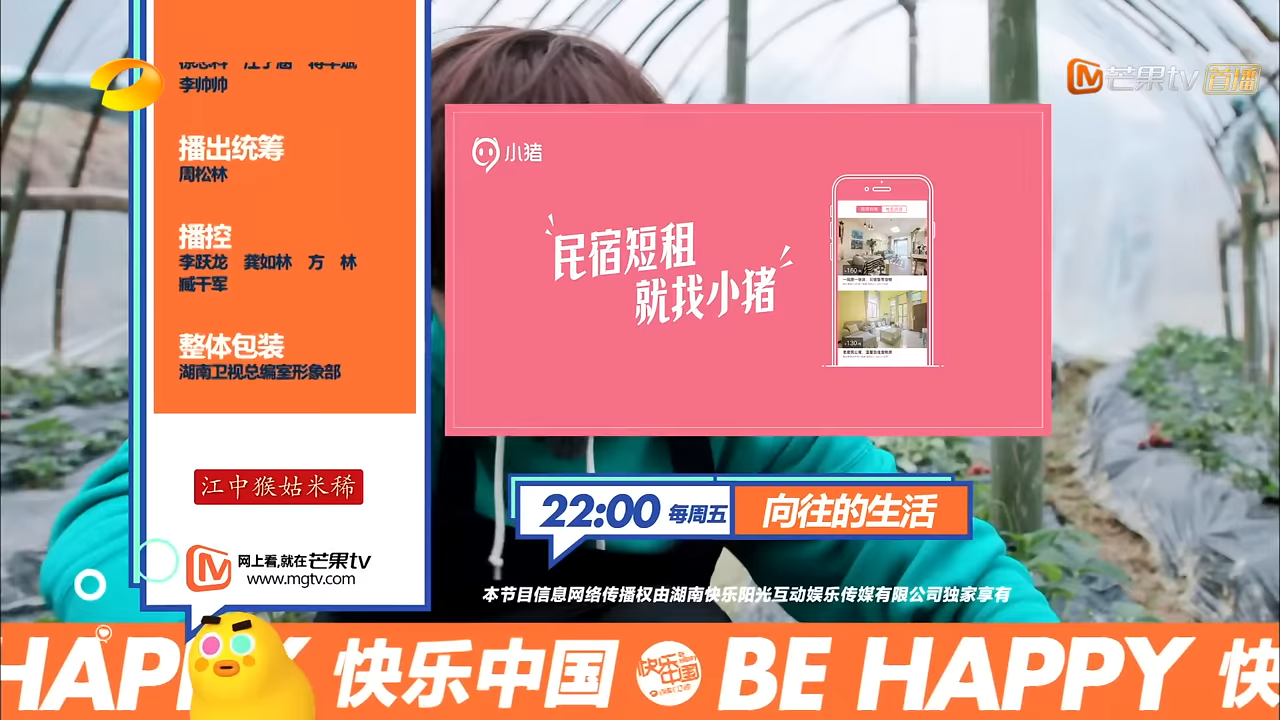 李帅帅
播出统筹
周松林
播控
李跃龙 龚如林 方 林
臧干军
整体包装
湖南卫视总编室形象部
江中猴姑米稀
网上看,就在芒果tv
www.mgtv.com
芒果tv 首播
小猪
民宿短租
就找小猪
160
130
22:00 每周五 向往的生活
本节目信息网络传播权由湖南快乐阳光互动娱乐传媒有限公司独家享有
HAPPY 快乐中国 快乐中国 BE HAPPY 快